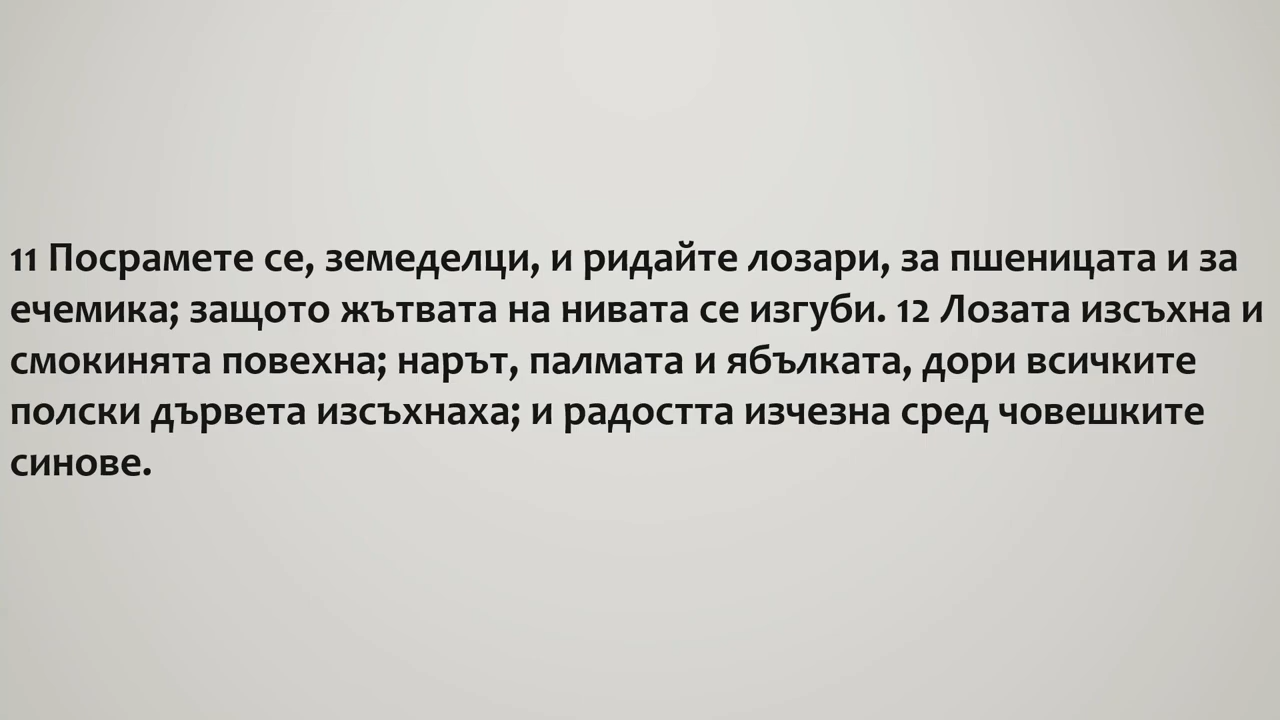 11 Посрамете се, земеделци, и ридайте лозари, за пшеницата и за
ечемика; защото жътвата на нивата се изгуби. 12 Лозата изсъхна и
смокинята повехна; нарът, палмата и ябълката, дори всичките
полски дървета изсъхнаха; и радостта изчезна сред човешките
синове.